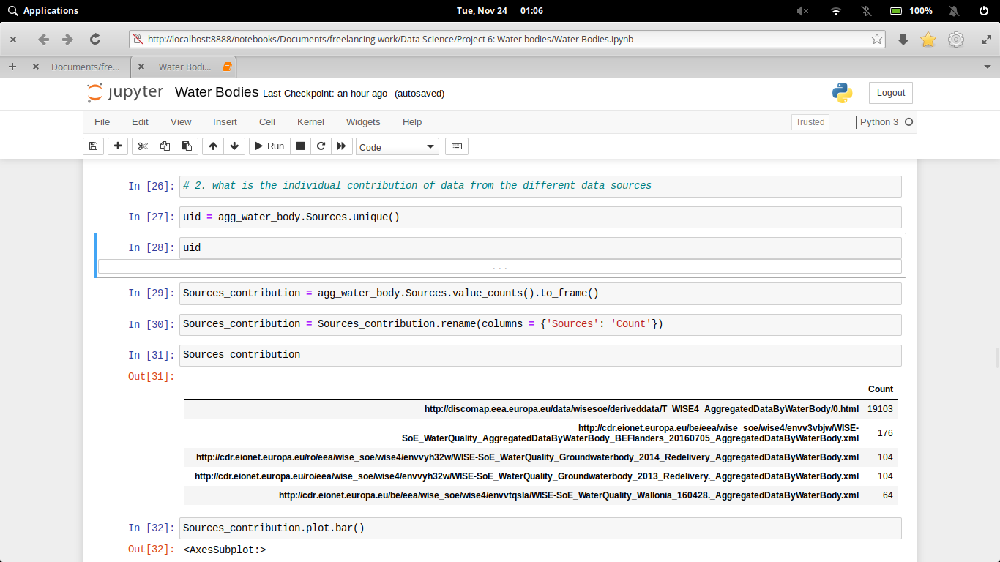 Applications
Tue, Nov 24 01:06
100%
http://localhost:8888/notebooks/Documents/freelancing work/Data Science/Project 6: Water bodies/Water Bodies.ipynb
Documents/fre...
Water Bodi...
jupyter Water Bodies Last Checkpoint: an hour ago (autosaved)
Logout
File Edit View Insert Cell Kernel Widgets Help
Trusted
Python 3
Run
Code
In [26]: # 2. what is the individual contribution of data from the different data sources
In [27]: uid = agg_water_body.Sources.unique()
In [28]: uid
...
In [29]: Sources_contribution = agg_water_body.Sources.value_counts().to_frame()
In [30]: Sources_contribution = Sources_contribution.rename(columns = {'Sources': 'Count'})
In [31]: Sources_contribution
Out[31]:
Count
http://discomap.eea.europa.eu/data/wisesoe/deriveddata/T_WISE4_AggregatedDataByWaterBody/0.html 19103
http://cdr.eionet.europa.eu/be/eea/wise_soe/wise4/envv3vbjw/WISE-
SoE_WaterQuality_AggregatedDataByWaterBody_BEFlanders_20160705_AggregatedDataByWaterBody.xml 176
http://cdr.eionet.europa.eu/ro/eea/wise_soe/wise4/envvyh32w/WISE-SoE_WaterQuality_Groundwaterbody_2014_Redelivery_AggregatedDataByWaterBody.xml 104
http://cdr.eionet.europa.eu/ro/eea/wise_soe/wise4/envvyh32w/WISE-SoE_WaterQuality_Groundwaterbody_2013_Redelivery._AggregatedDataByWaterBody.xml 104
http://cdr.eionet.europa.eu/be/eea/wise_soe/wise4/envvtqsla/WISE-SoE_WaterQuality_Wallonia_160428._AggregatedDataByWaterBody.xml 64
In [32]: Sources_contribution.plot.bar()
Out[32]: <AxesSubplot:>